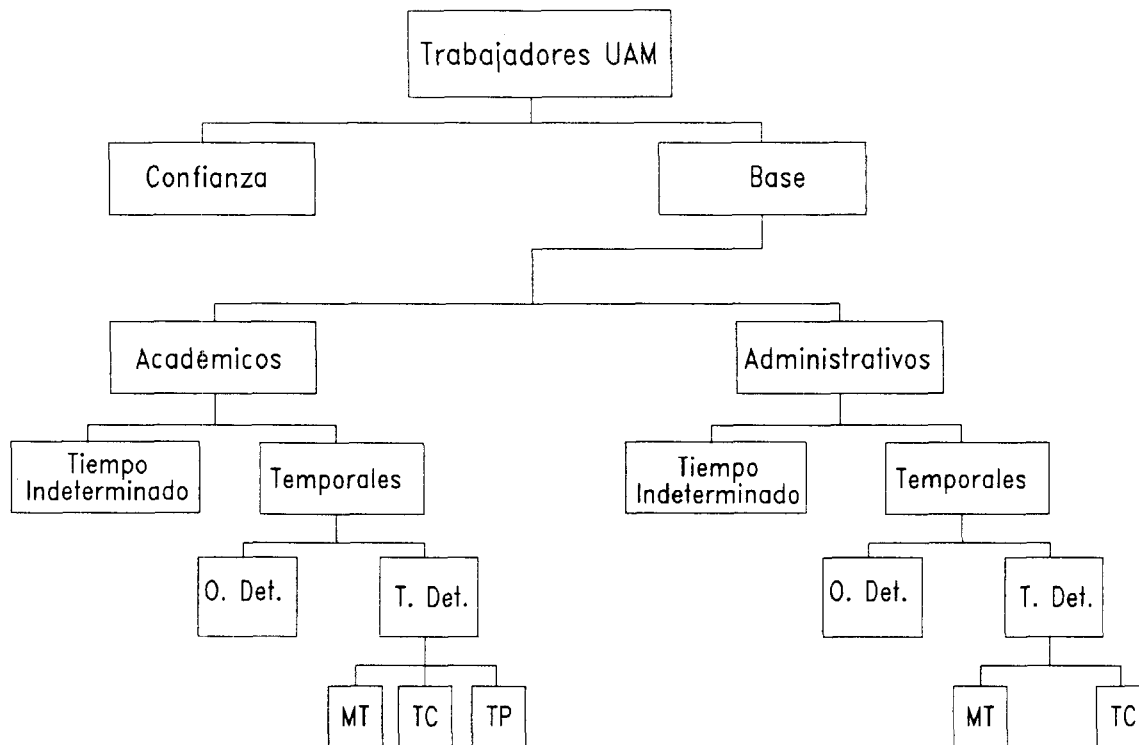 Trabajadores UAM
Confianza
Base
Académicos
Administrativos
Tiempo
Indeterminado
Temporales
Tiempo
Indeterminado
Temporales
O. Det.
T. Det.
O. Det.
T. Det.
MT
TC
TP
MT
TC